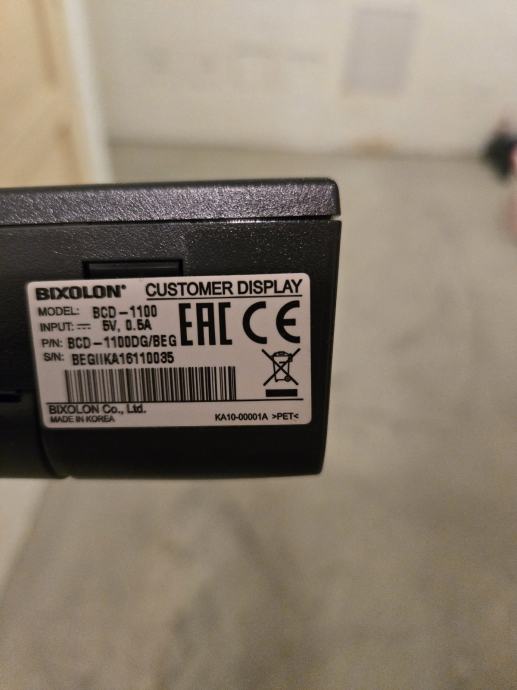 BIXOLON® CUSTOMER DISPLAY
MODEL: BCD-1100
INPUT: ⎓ 5V, 0.5A
P/N: BCD-1100DG/BEG
S/N: BEGIIKA16110035
EAC CE
BIXOLON Co., Ltd.
MADE IN KOREA
KA10-00001A >PET<